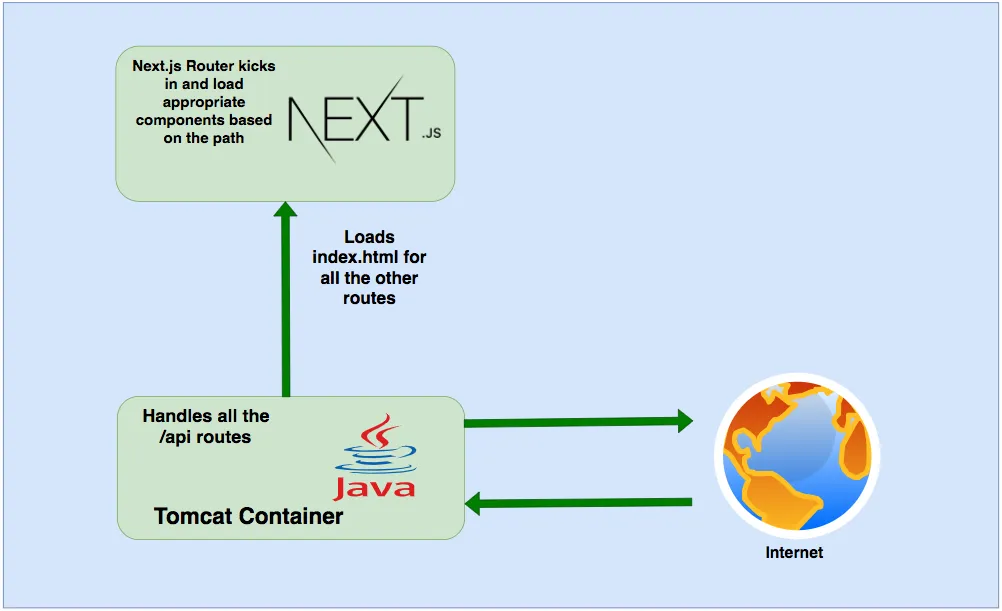 Next.js Router kicks
in and load
appropriate
components based
on the path
NEXT.JS
Loads
index.html for
all the other
routes
Handles all the
/api routes
Java
Tomcat Container
Internet